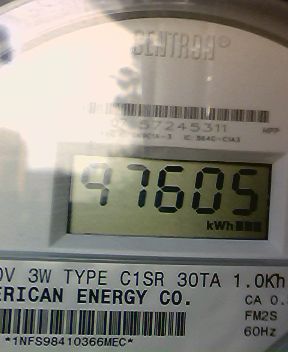 CENTRON®
57245311
97605
kWh
0V 3W TYPE C1SR 30TA 1.0Kh
ERICAN ENERGY CO.
CA 0.
FM2S
60Hz
*1NFS98410366MEC*